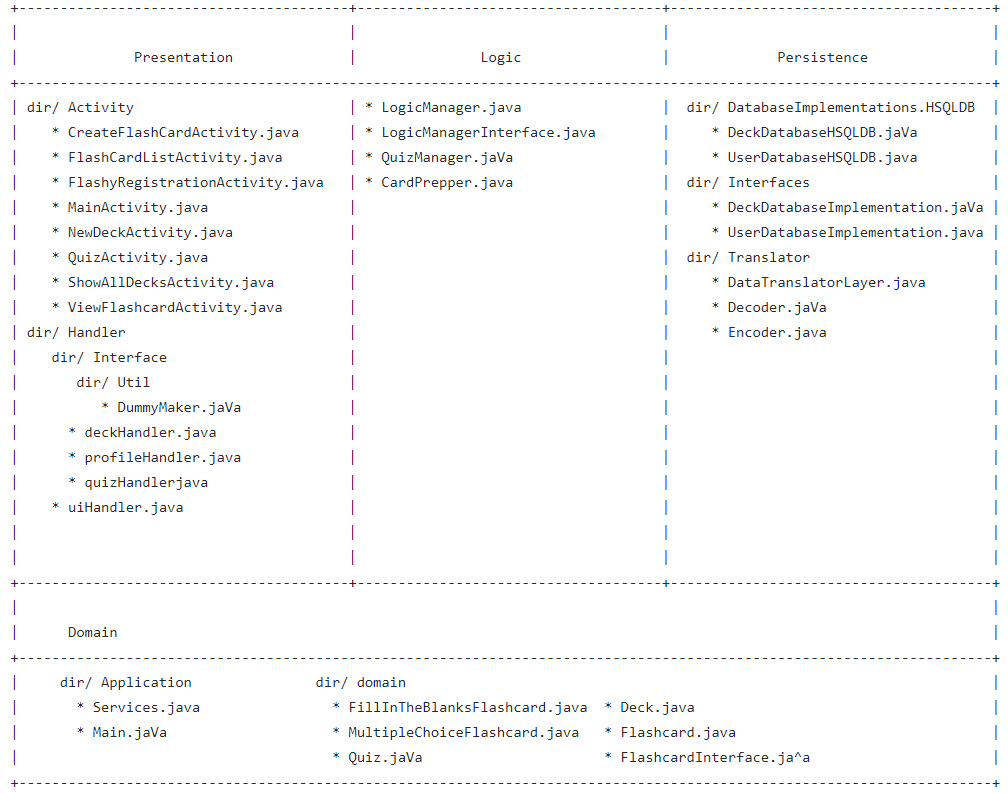 +----------------------------------------+-------------------------------------+---------------------------------------+
|                                        |                                     |                                       |
|              Presentation              |               Logic                 |             Persistence               |
+----------------------------------------------------------------------------------------------------------------------+
| dir/ Activity                          | * LogicManager.java                 |  dir/ DatabaseImplementations.HSQLDB  |
|    * CreateFlashCardActivity.java      | * LogicManagerInterface.java        |     * DeckDatabaseHSQLDB.jaVa         |
|    * FlashCardListActivity.java        | * QuizManager.jaVa                  |     * UserDatabaseHSQLDB.java         |
|    * FlashyRegistrationActivity.java   | * CardPrepper.java                  |  dir/ Interfaces                      |
|    * MainActivity.java                 |                                     |     * DeckDatabaseImplementation.jaVa |
|    * NewDeckActivity.java              |                                     |     * UserDatabaseImplementation.java |
|    * QuizActivity.java                 |                                     |  dir/ Translator                      |
|    * ShowAllDecksActivity.java         |                                     |     * DataTranslatorLayer.java        |
|    * ViewFlashcardActivity.java        |                                     |     * Decoder.jaVa                    |
| dir/ Handler                           |                                     |     * Encoder.java                    |
|    dir/ Interface                      |                                     |                                       |
|       dir/ Util                        |                                     |                                       |
|          * DummyMaker.jaVa             |                                     |                                       |
|      * deckHandler.java                |                                     |                                       |
|      * profileHandler.java             |                                     |                                       |
|      * quizHandlerjava                 |                                     |                                       |
|    * uiHandler.java                    |                                     |                                       |
|                                        |                                     |                                       |
|                                        |                                     |                                       |
+----------------------------------------+-------------------------------------+---------------------------------------+
|                                                                                                                      |
|      Domain                                                                                                          |
+----------------------------------------------------------------------------------------------------------------------+
|     dir/ Application               dir/ domain                                                                       |
|       * Services.java                * FillInTheBlanksFlashcard.java  * Deck.java                                    |
|       * Main.jaVa                    * MultipleChoiceFlashcard.java   * Flashcard.java                               |
|                                      * Quiz.jaVa                      * FlashcardInterface.ja^a                      |
+----------------------------------------------------------------------------------------------------------------------+